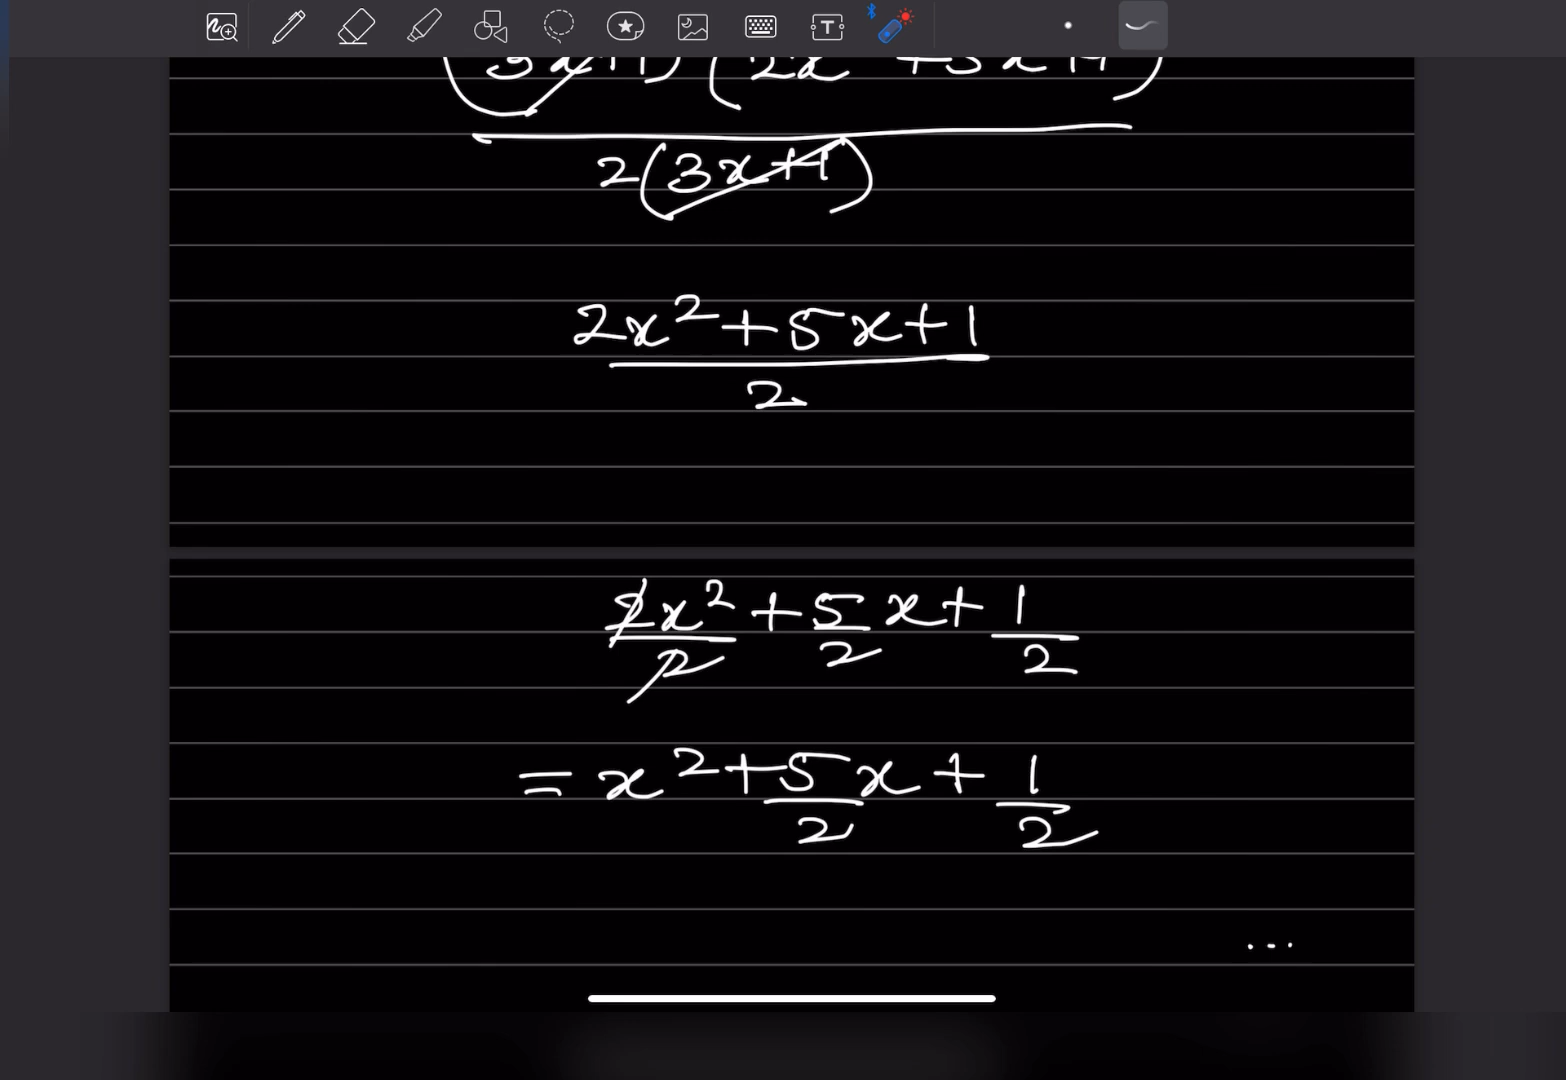 2(3x+1)
2x²+5x+1
2
2x²/2 + 5/2 x + 1/2
= x² + 5/2 x + 1/2
...